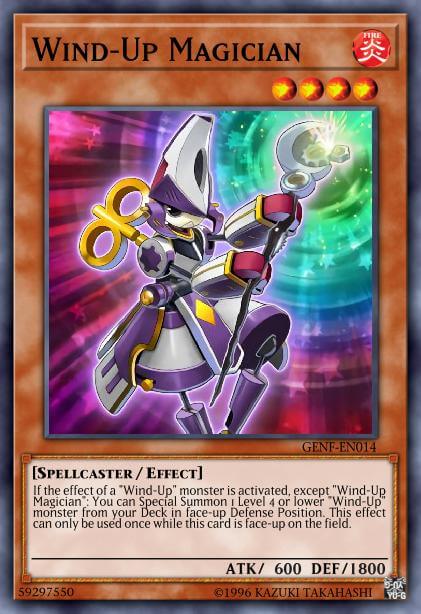 WIND-UP MAGICIAN
FIRE
炎
GENF-EN014
[SPELLCASTER / EFFECT]
If the effect of a "Wind-Up" monster is activated, except "Wind-Up
Magician": You can Special Summon 1 Level 4 or lower "Wind-Up"
monster from your Deck in face-up Defense Position. This effect
can only be used once while this card is face-up on the field.
ATK/ 600 DEF/1800
59297550
©1996 KAZUKI TAKAHASHI